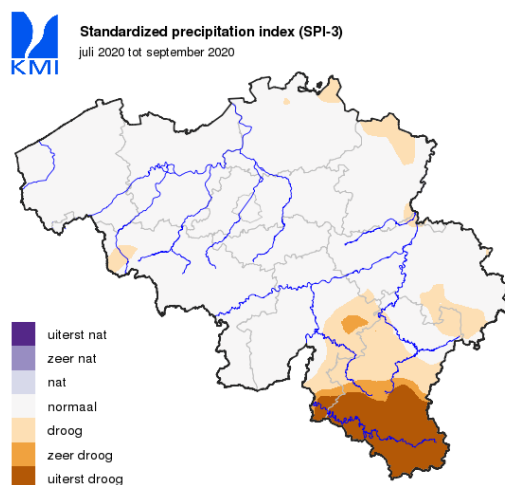 Standardized precipitation index (SPI-3)
juli 2020 tot september 2020
KMI
uiterst nat
zeer nat
nat
normaal
droog
zeer droog
uiterst droog